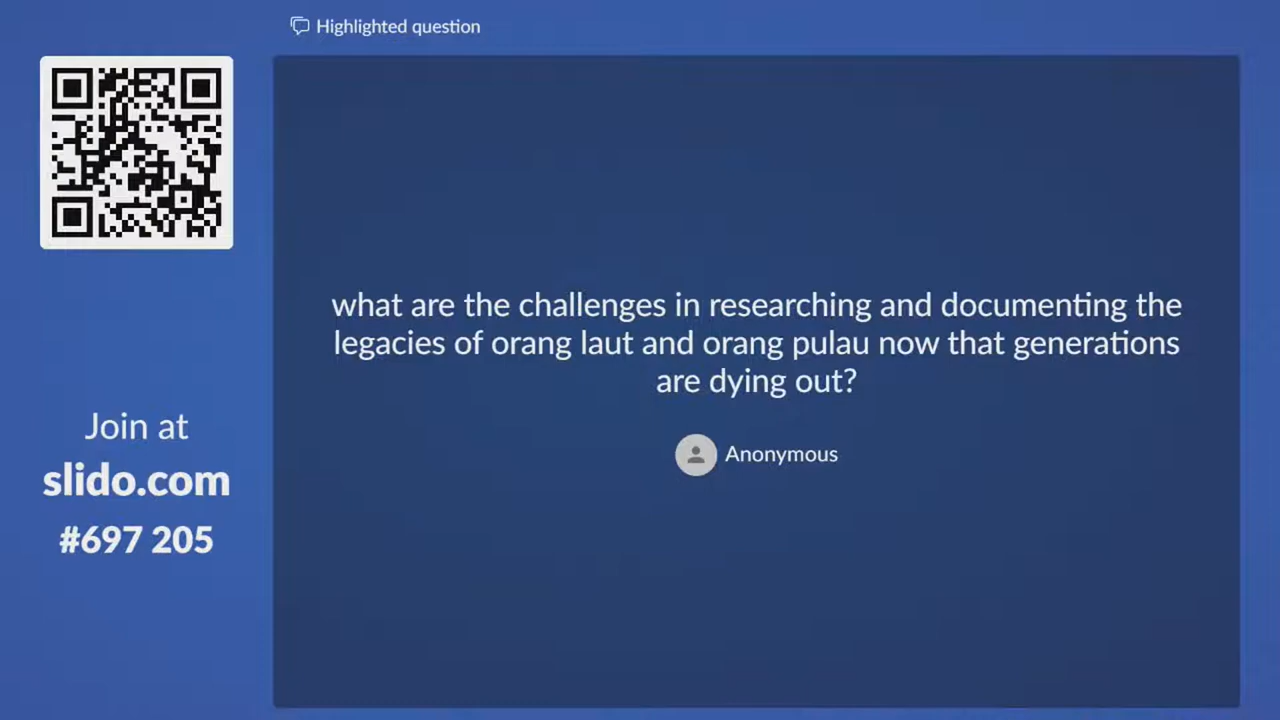 Highlighted question
what are the challenges in researching and documenting the
legacies of orang laut and orang pulau now that generations
are dying out?
Anonymous
Join at
slido.com
#697 205